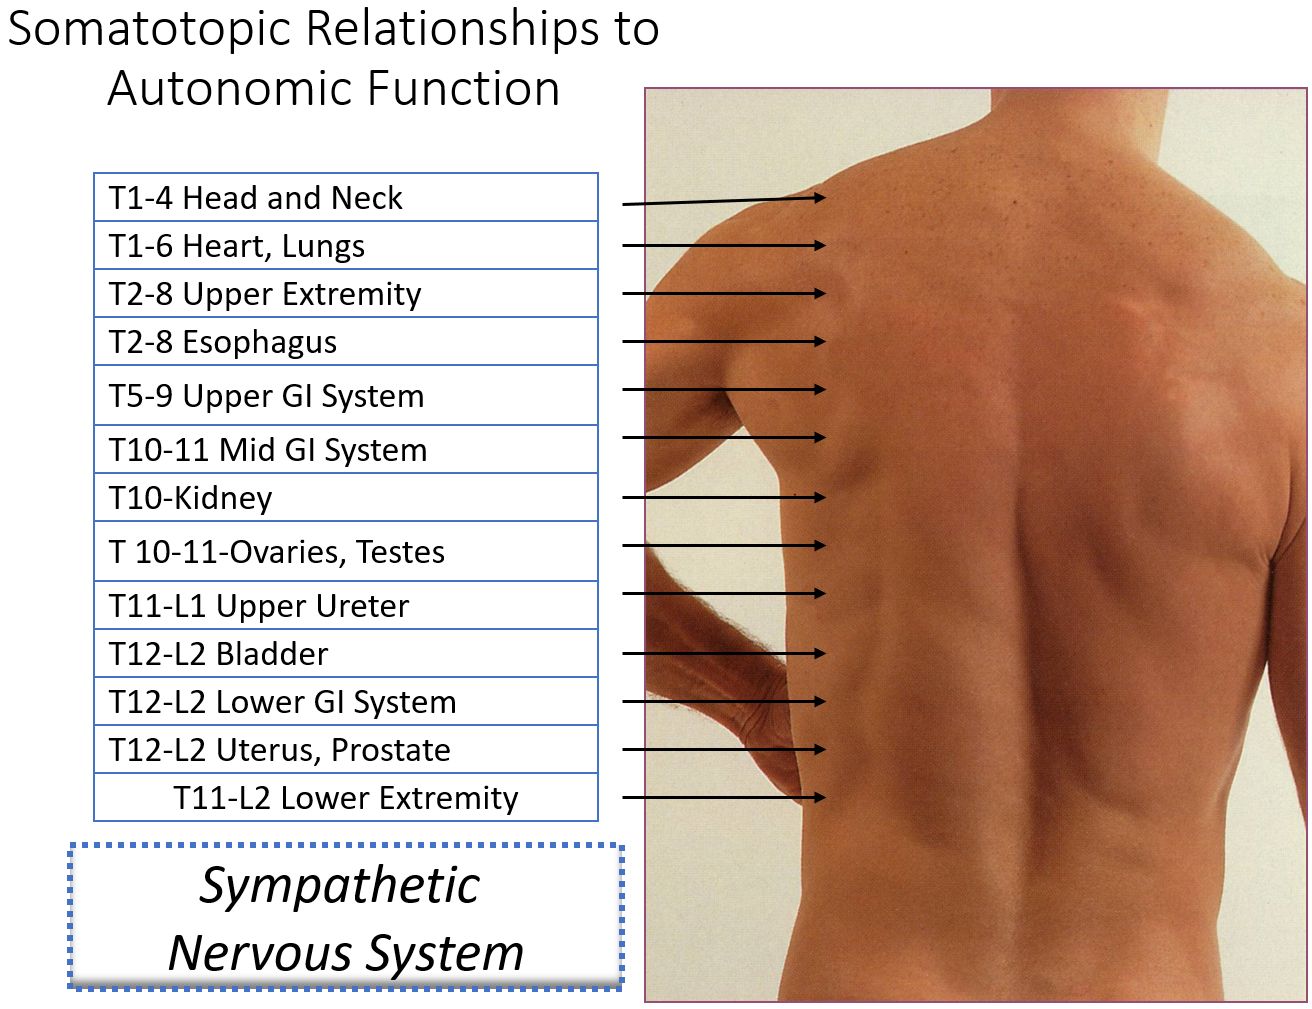 Somatotopic Relationships to
Autonomic Function
T1-4 Head and Neck
T1-6 Heart, Lungs
T2-8 Upper Extremity
T2-8 Esophagus
T5-9 Upper GI System
T10-11 Mid GI System
T10-Kidney
T 10-11-Ovaries, Testes
T11-L1 Upper Ureter
T12-L2 Bladder
T12-L2 Lower GI System
T12-L2 Uterus, Prostate
T11-L2 Lower Extremity
Sympathetic
Nervous System